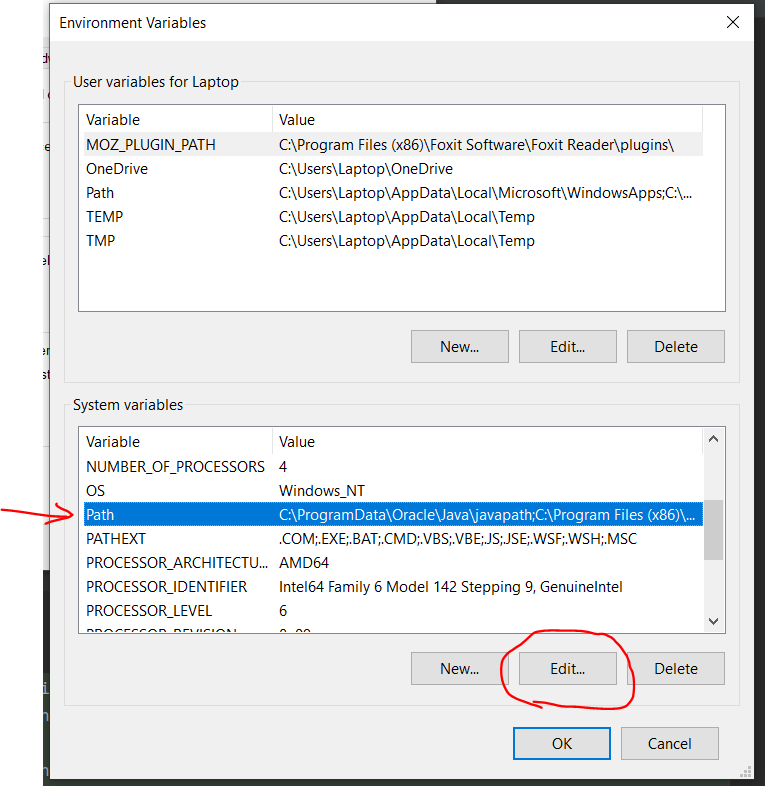 Environment Variables
User variables for Laptop
Variable Value
MOZ_PLUGIN_PATH C:\Program Files (x86)\Foxit Software\Foxit Reader\plugins\
OneDrive C:\Users\Laptop\OneDrive
Path C:\Users\Laptop\AppData\Local\Microsoft\WindowsApps;C:\...
TEMP C:\Users\Laptop\AppData\Local\Temp
TMP C:\Users\Laptop\AppData\Local\Temp
New... Edit... Delete
System variables
Variable Value
NUMBER_OF_PROCESSORS 4
OS Windows_NT
Path C:\ProgramData\Oracle\Java\javapath;C:\Program Files (x86)\...
PATHEXT .COM;.EXE;.BAT;.CMD;.VBS;.VBE;.JS;.JSE;.WSF;.WSH;.MSC
PROCESSOR_ARCHITECTU... AMD64
PROCESSOR_IDENTIFIER Intel64 Family 6 Model 142 Stepping 9, GenuineIntel
PROCESSOR_LEVEL 6
New... Edit... Delete
OK Cancel